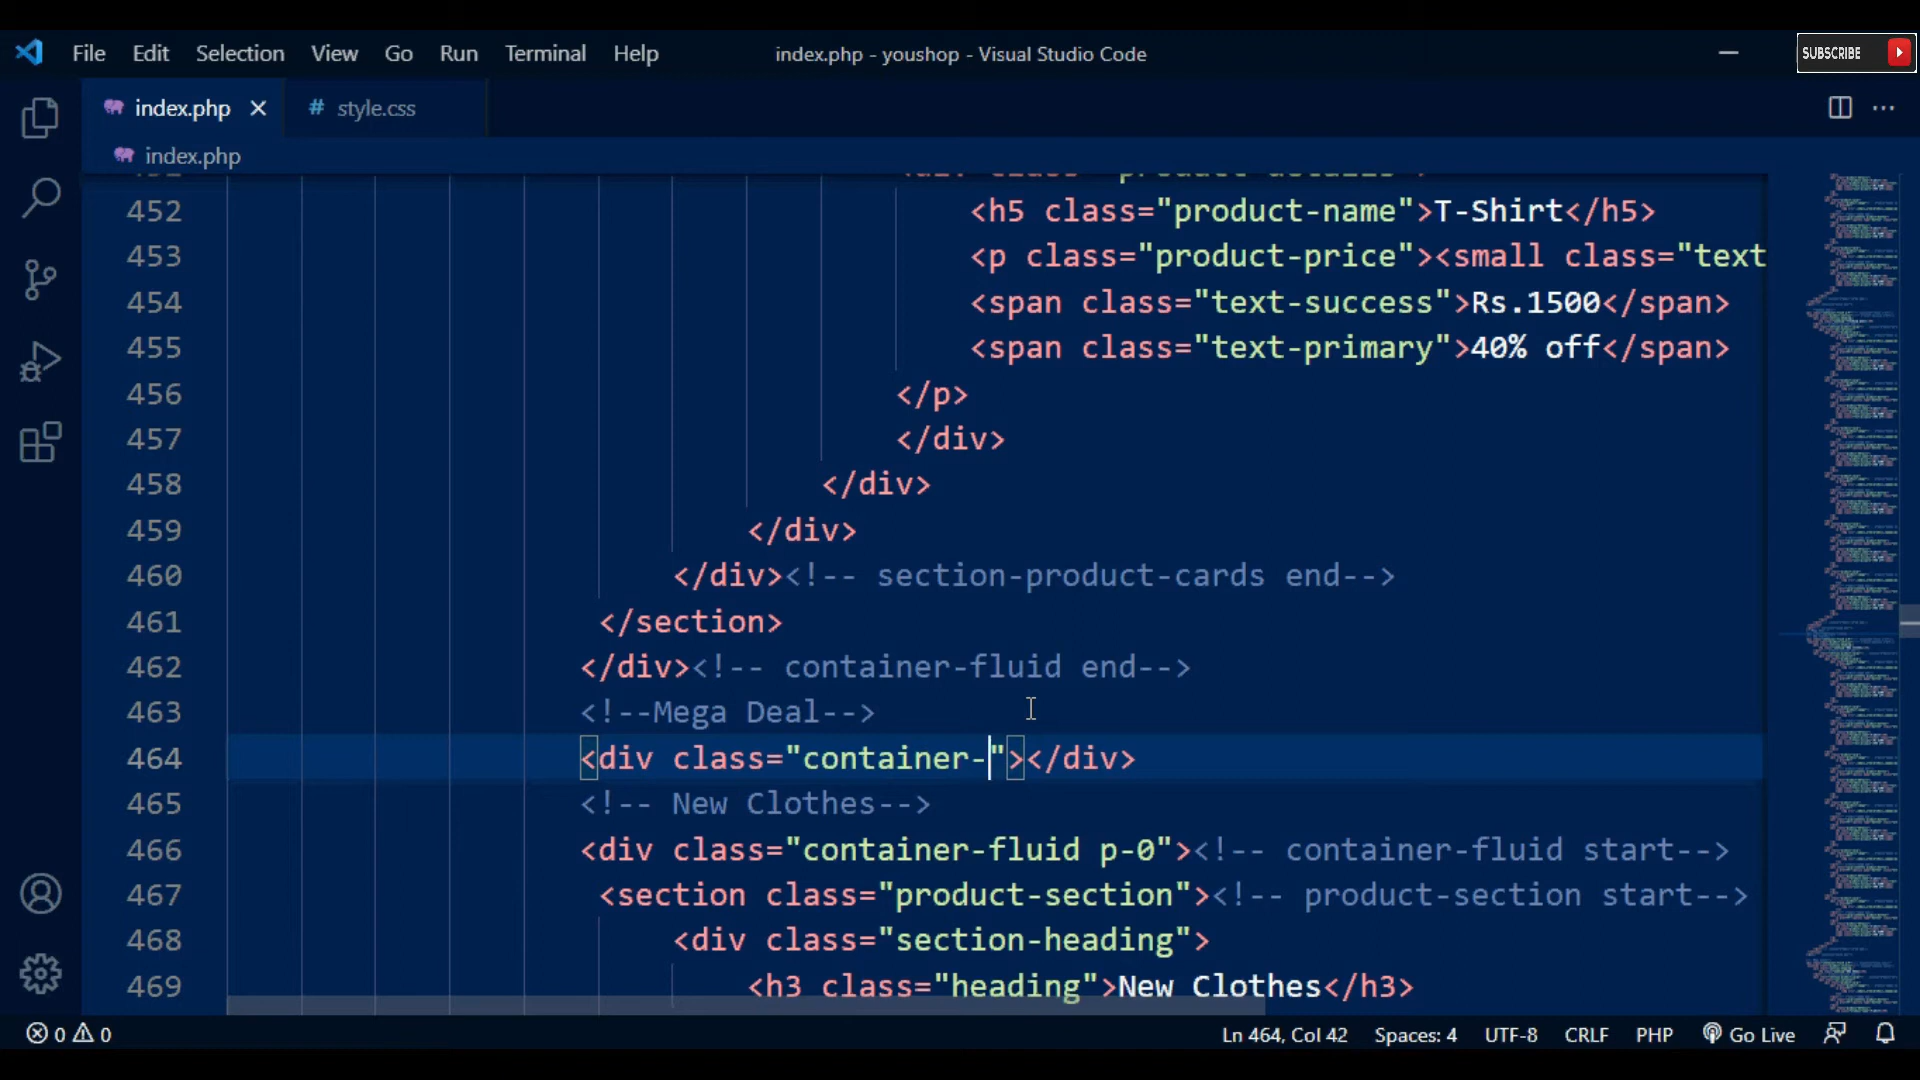 File Edit Selection View Go Run Terminal Help index.php - youshop - Visual Studio Code SUBSCRIBE
index.php # style.css
index.php
452 <h5 class="product-name">T-Shirt</h5>
453 <p class="product-price"><small class="text
454 <span class="text-success">Rs.1500</span>
455 <span class="text-primary">40% off</span>
456 </p>
457 </div>
458 </div>
459 </div>
460 </div><!-- section-product-cards end-->
461 </section>
462 </div><!-- container-fluid end-->
463 <!--Mega Deal-->
464 <div class="container-"></div>
465 <!-- New Clothes-->
466 <div class="container-fluid p-0"><!-- container-fluid start-->
467 <section class="product-section"><!-- product-section start-->
468 <div class="section-heading">
469 <h3 class="heading">New Clothes</h3>
0 0 Ln 464, Col 42 Spaces: 4 UTF-8 CRLF PHP Go Live